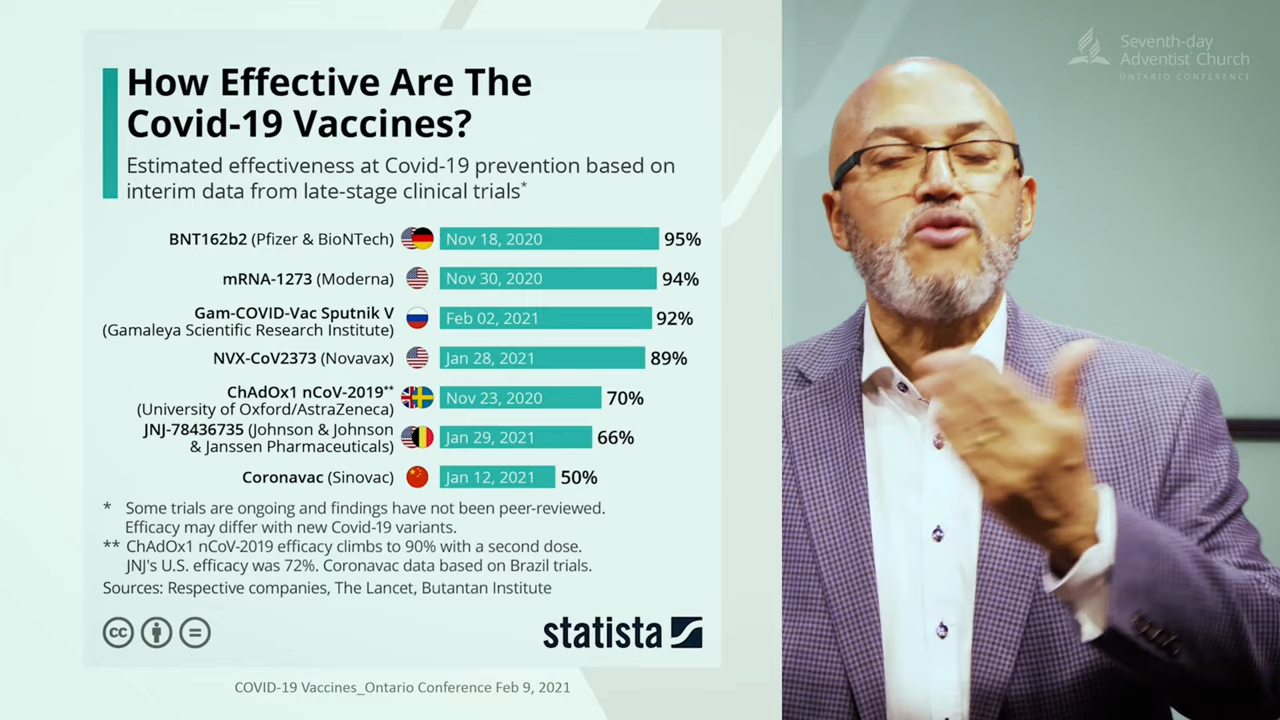 How Effective Are The
Covid-19 Vaccines?
Estimated effectiveness at Covid-19 prevention based on
interim data from late-stage clinical trials*
BNT162b2 (Pfizer & BioNTech) Nov 18, 2020 95%
mRNA-1273 (Moderna) Nov 30, 2020 94%
Gam-COVID-Vac Sputnik V
(Gamaleya Scientific Research Institute) Feb 02, 2021 92%
NVX-CoV2373 (Novavax) Jan 28, 2021 89%
ChAdOx1 nCoV-2019**
(University of Oxford/AstraZeneca) Nov 23, 2020 70%
JNJ-78436735 (Johnson & Johnson
& Janssen Pharmaceuticals) Jan 29, 2021 66%
Coronavac (Sinovac) Jan 12, 2021 50%
* Some trials are ongoing and findings have not been peer-reviewed.
Efficacy may differ with new Covid-19 variants.
** ChAdOx1 nCoV-2019 efficacy climbs to 90% with a second dose.
JNJ's U.S. efficacy was 72%. Coronavac data based on Brazil trials.
Sources: Respective companies, The Lancet, Butantan Institute
cc
statista
COVID-19 Vaccines_Ontario Conference Feb 9, 2021
Seventh-day
Adventist Church
ONTARIO CONFERENCE